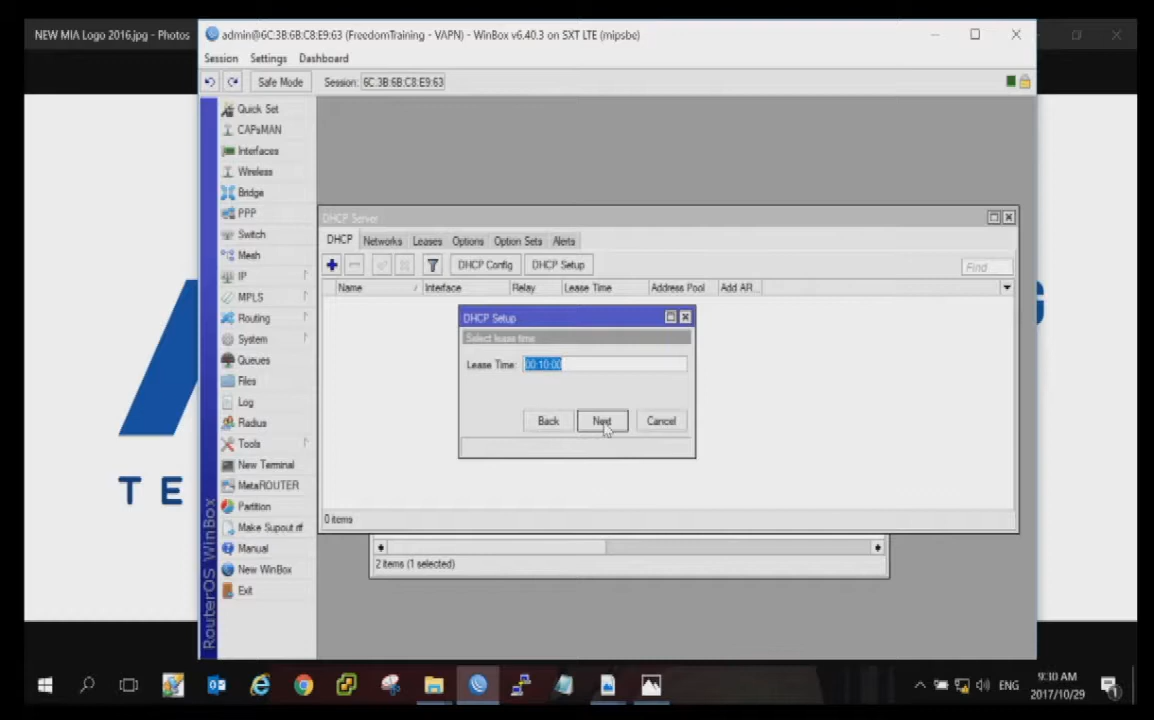 NEW MIA Logo 2016.jpg - Photos
admin@6C:3B:6B:C8:E9:63 (FreedomTraining - VAPN) - WinBox v6.40.3 on SXT LTE (mipsbe)
Session Settings Dashboard
Safe Mode Session: 6C:3B:6B:C8:E9:63
Quick Set
CAPsMAN
Interfaces
Wireless
Bridge
PPP
Switch
Mesh
IP
MPLS
Routing
System
Queues
Files
Log
Radius
Tools
New Terminal
MetaROUTER
Partition
Make Supout.rif
Manual
New WinBox
Exit
RouterOS WinBox
DHCP Server
DHCP Networks Leases Options Option Sets Alerts
DHCP Config DHCP Setup Find
Name Interface Relay Lease Time Address Pool Add AR...
DHCP Setup
Select lease time
Lease Time: 00:10:00
Back Next Cancel
0 items
2 items (1 selected)
T E
ENG
9:30 AM
2017/10/29
1